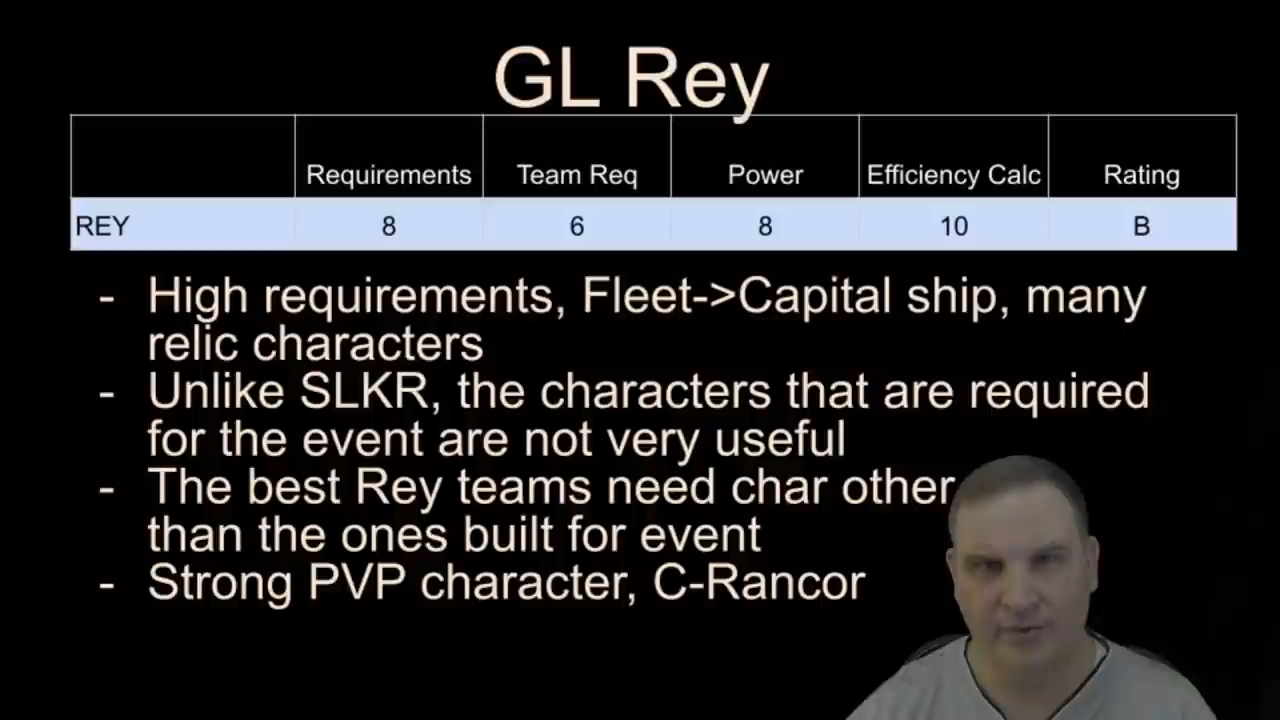 GL Rey
Requirements Team Req Power Efficiency Calc Rating
REY 8 6 8 10 B
- High requirements, Fleet->Capital ship, many
relic characters
- Unlike SLKR, the characters that are required
for the event are not very useful
- The best Rey teams need char other
than the ones built for event
- Strong PVP character, C-Rancor